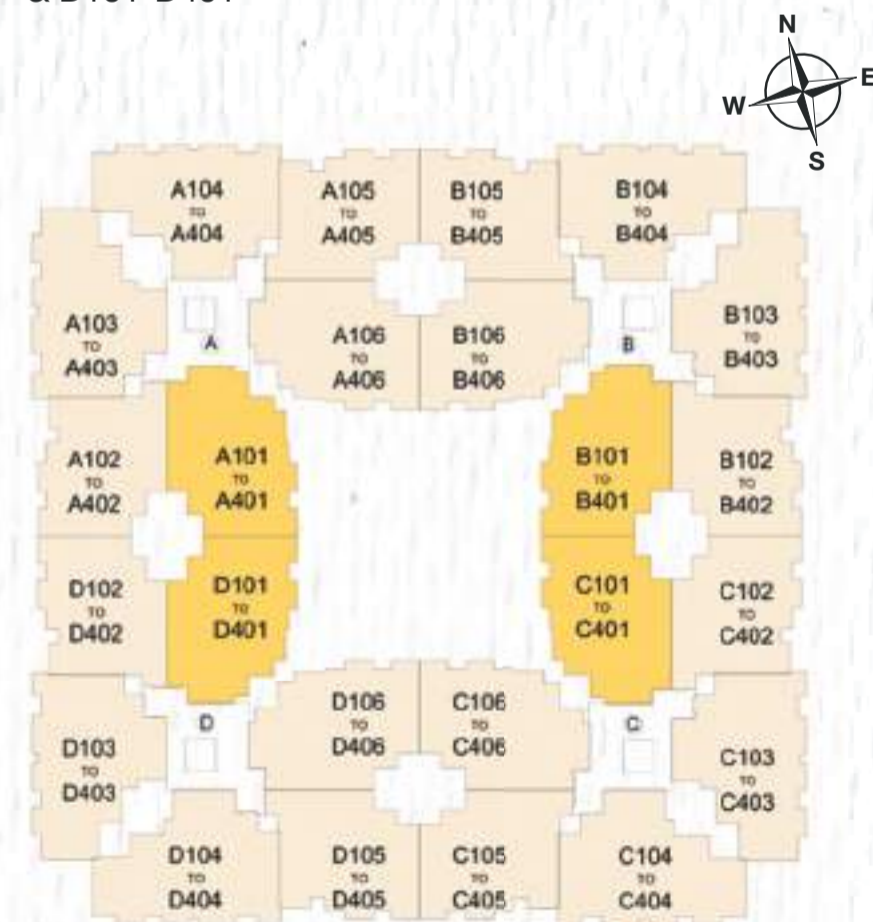 N
E
W
S
A104
TO
A404
A105
TO
A405
B105
TO
B405
B104
TO
B404
A103
TO
A403
A
A106
TO
A406
B106
TO
B406
B
B103
TO
B403
A102
TO
A402
A101
TO
A401
B101
TO
B401
B102
TO
B402
D102
TO
D402
D101
TO
D401
C101
TO
C401
C102
TO
C402
D103
TO
D403
D
D106
TO
D406
C106
TO
C406
C
C103
TO
C403
D104
TO
D404
D105
TO
D405
C105
TO
C405
C104
TO
C404